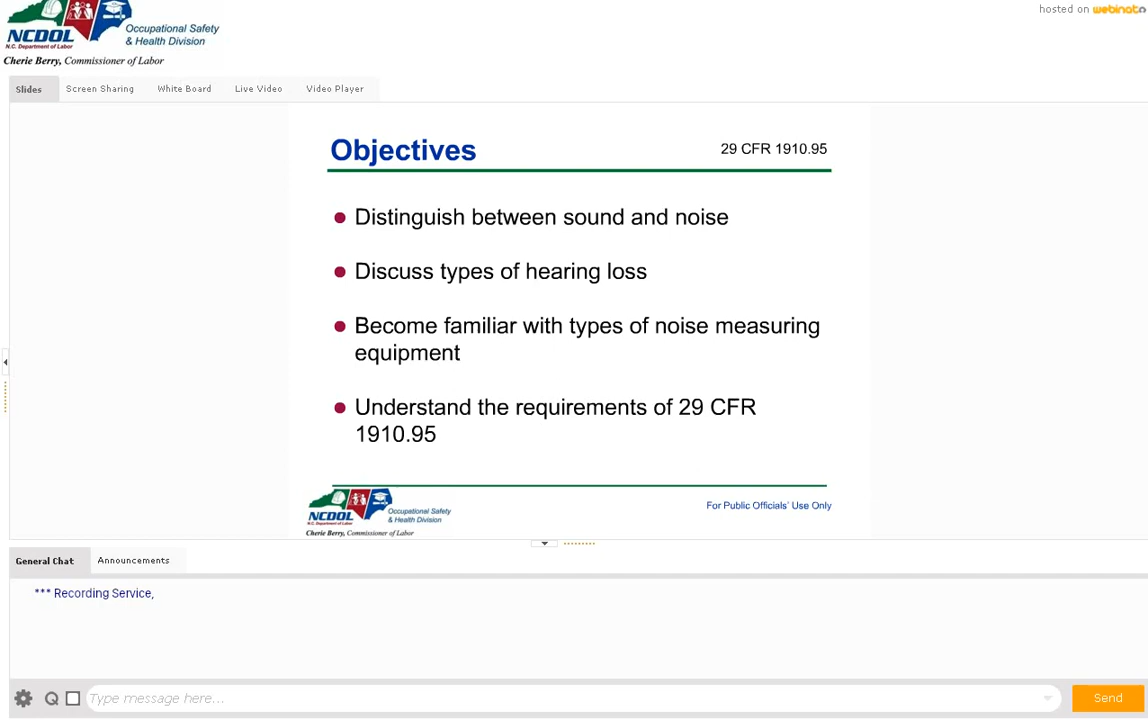 hosted on webinato
NCDOL
N.C. Department of Labor
Occupational Safety
& Health Division
Cherie Berry, Commissioner of Labor
Slides
Screen Sharing
White Board
Live Video
Video Player
Objectives
29 CFR 1910.95
Distinguish between sound and noise
Discuss types of hearing loss
Become familiar with types of noise measuring
equipment
Understand the requirements of 29 CFR
1910.95
NCDOL
N.C. Department of Labor
Occupational Safety
& Health Division
Cherie Berry, Commissioner of Labor
For Public Officials' Use Only
General Chat
Announcements
*** Recording Service,
Type message here...
Send